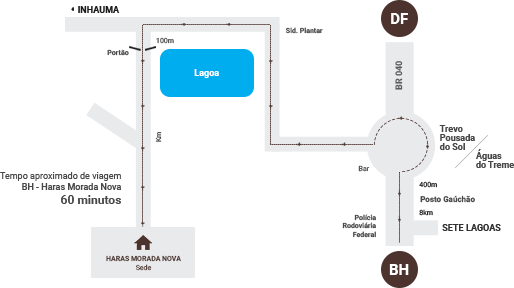 INHAUMA
DF
Sid. Plantar
100m
Portão
Lagoa
BR 040
Trevo
Pousada
do Sol
Km
Águas
do Treme
Bar
Tempo aproximado de viagem
BH - Haras Morada Nova
60 minutos
400m
Posto Gaúchão
8km
Polícia
Rodoviária
Federal
SETE LAGOAS
HARAS MORADA NOVA
Sede
BH